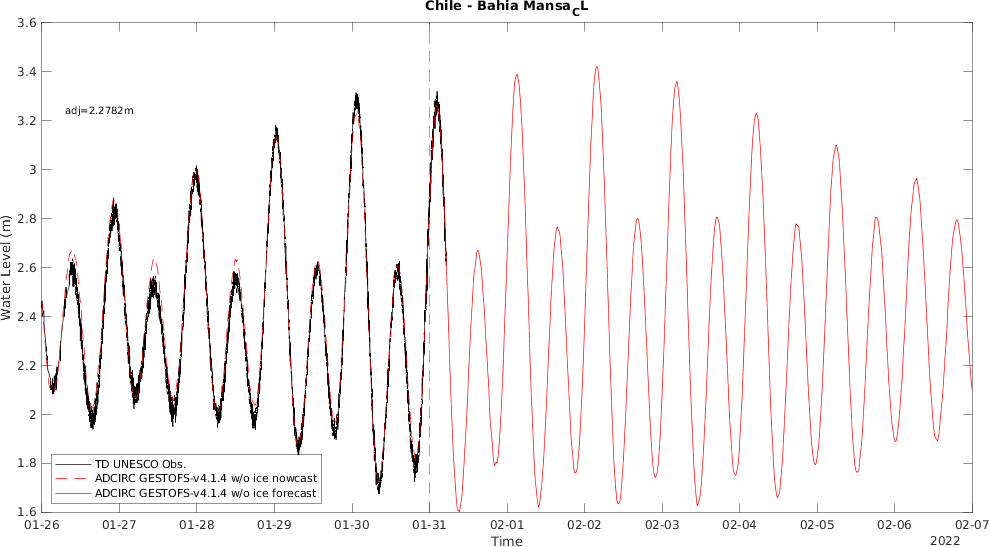 Chile - Bahia Mansa_CL
3.6
3.4
3.2
3
2.8
2.6
2.4
2.2
2
1.8
1.6
Water Level (m)
adj=2.2782m
TD UNESCO Obs.
ADCIRC GESTOFS-v4.1.4 w/o ice nowcast
ADCIRC GESTOFS-v4.1.4 w/o ice forecast
01-26 01-27 01-28 01-29 01-30 01-31 02-01 02-02 02-03 02-04 02-05 02-06 02-07
Time
2022